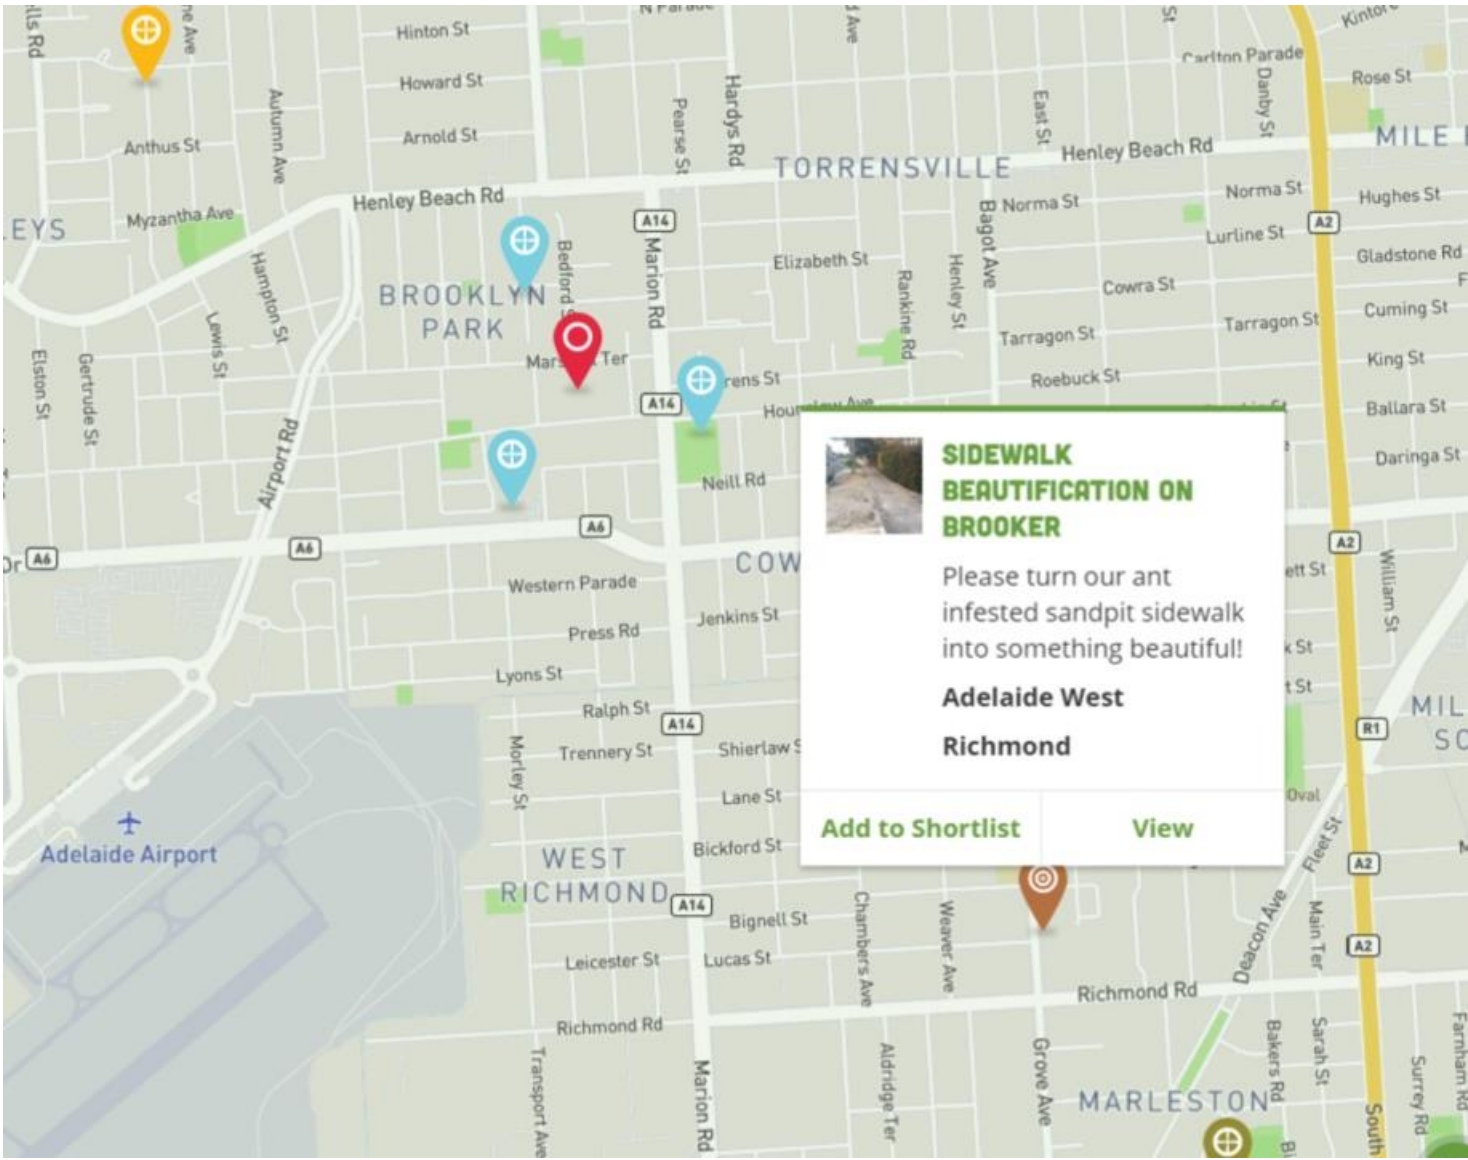 Hinton St
Howard St
Arnold St
Anthus St
Autumn Ave
Myzantha Ave
Henley Beach Rd
Hampton St
Lewis St
Elston St
Gertrude St
Airport Rd
BROOKLYN
PARK
Pearse St
Hardys Rd
TORRENSVILLE
East St
Carlton Parade
Danby St
Rose St
Henley Beach Rd
Norma St
Norma St
Hughes St
A14
A2
Marion Rd
Elizabeth St
Rankine Rd
Henley St
Bagot Ave
Lurline St
Gladstone Rd
Cowra St
Cuming St
Tarragon St
Tarragon St
King St
Roebuck St
Ballara St
Daringa St
A14
Neill Rd
A6
A6
A6
A2
William St
SIDEWALK
BEAUTIFICATION ON
BROOKER
Please turn our ant
infested sandpit sidewalk
into something beautiful!
Adelaide West
Richmond
Add to Shortlist
View
Western Parade
Press Rd
Jenkins St
Lyons St
Ralph St
A14
R1
Trennery St
Morley St
Lane St
Oval
Fleet St
Adelaide Airport
WEST
RICHMOND
Bickford St
A2
A14
Bignell St
Chambers Ave
Weaver Ave
Deacon Ave
Main Ter
A2
Leicester St
Lucas St
Richmond Rd
Richmond Rd
Transport Ave
Marion Rd
Aldridge Ter
Grove Ave
Bakers Rd
Sarah St
Surrey Rd
Farnham Rd
MARLESTON
South